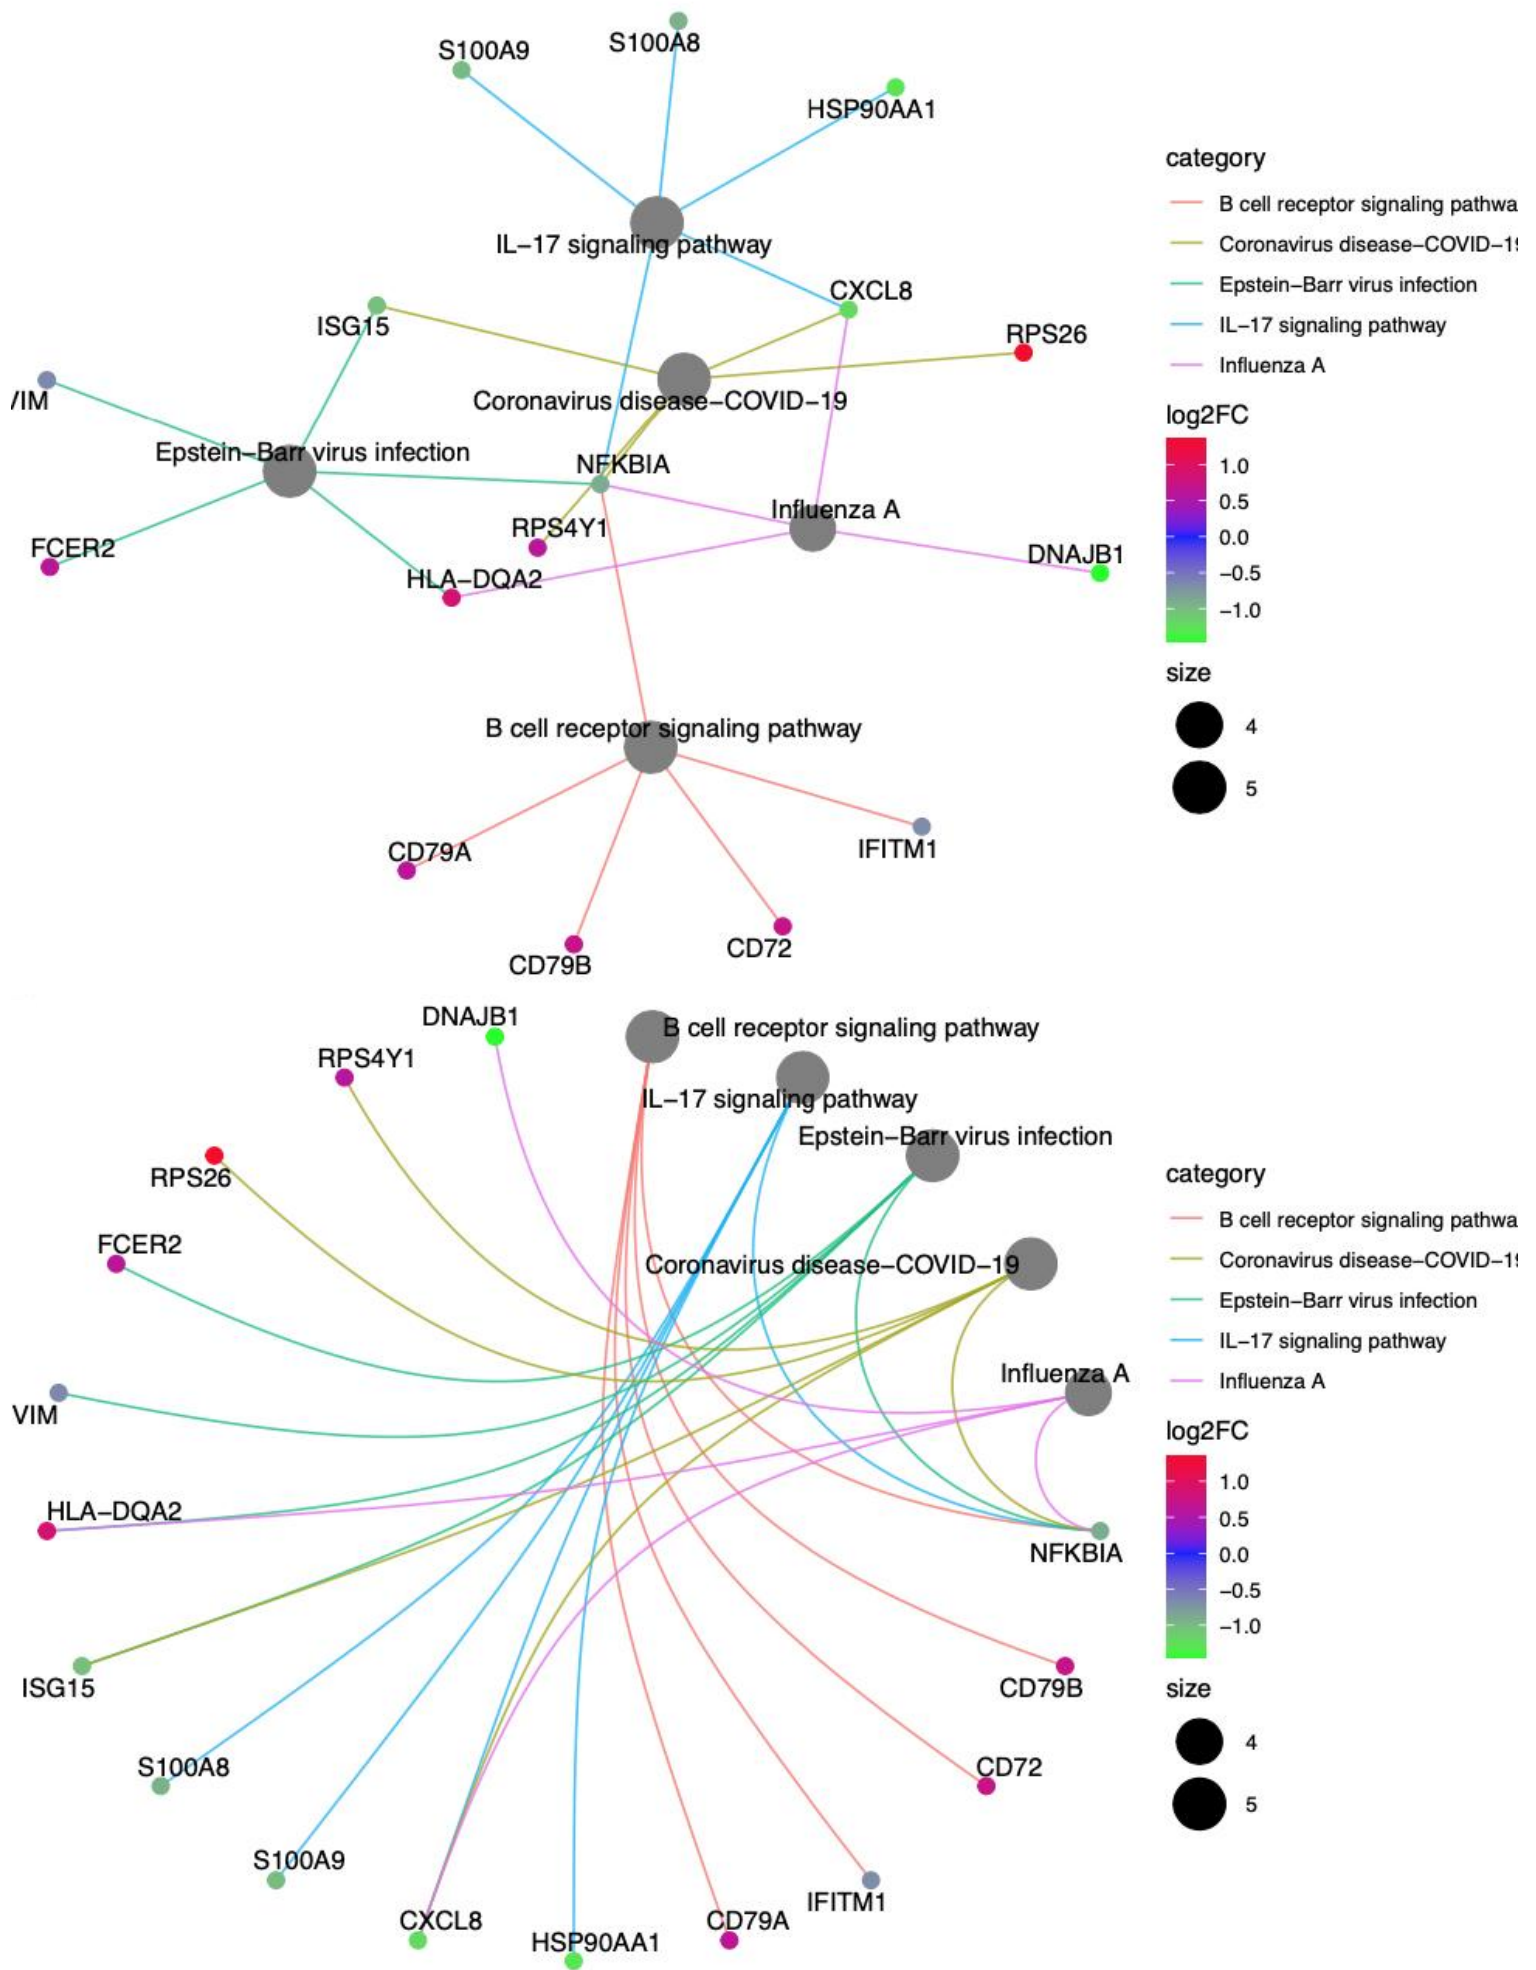 S100A9
S100A8
HSP90AA1
IL−17 signaling pathway
CXCL8
ISG15
RPS26
/IM
Coronavirus disease−COVID−19
Epstein−Barr virus infection
NFKBIA
Influenza A
RPS4Y1
FCER2
DNAJB1
HLA−DQA2
B cell receptor signaling pathway
CD79A
IFITM1
CD79B
CD72
category
B cell receptor signaling pathwa
Coronavirus disease−COVID−19
Epstein−Barr virus infection
IL−17 signaling pathway
Influenza A
log2FC
1.0
0.5
0.0
−0.5
−1.0
size
4
5
DNAJB1
B cell receptor signaling pathway
RPS4Y1
IL−17 signaling pathway
Epstein−Barr virus infection
RPS26
FCER2
Coronavirus disease−COVID−19
Influenza A
VIM
HLA−DQA2
NFKBIA
ISG15
CD79B
S100A8
CD72
S100A9
IFITM1
CXCL8
CD79A
HSP90AA1
category
B cell receptor signaling pathwa
Coronavirus disease−COVID−19
Epstein−Barr virus infection
IL−17 signaling pathway
Influenza A
log2FC
1.0
0.5
0.0
−0.5
−1.0
size
4
5